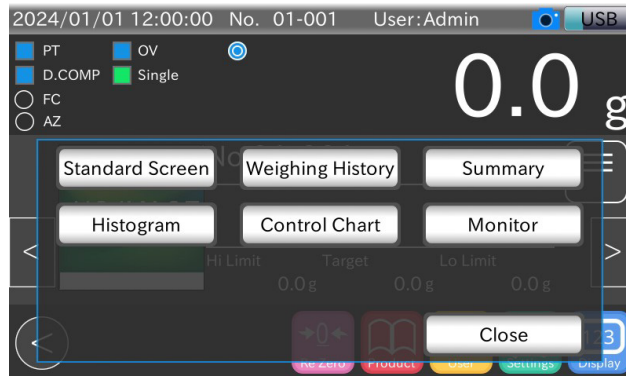 2024/01/01 12:00:00 No. 01-001 User:Admin USB
PT OV
D.COMP Single
FC
AZ
0.0 g
Standard Screen Weighing History Summary
Histogram Control Chart Monitor
< >
Hi Limit Target Lo Limit
0.0 g 0.0 g 0.0 g
<
→0←
Close
123
Re Zero Product User Settings Display